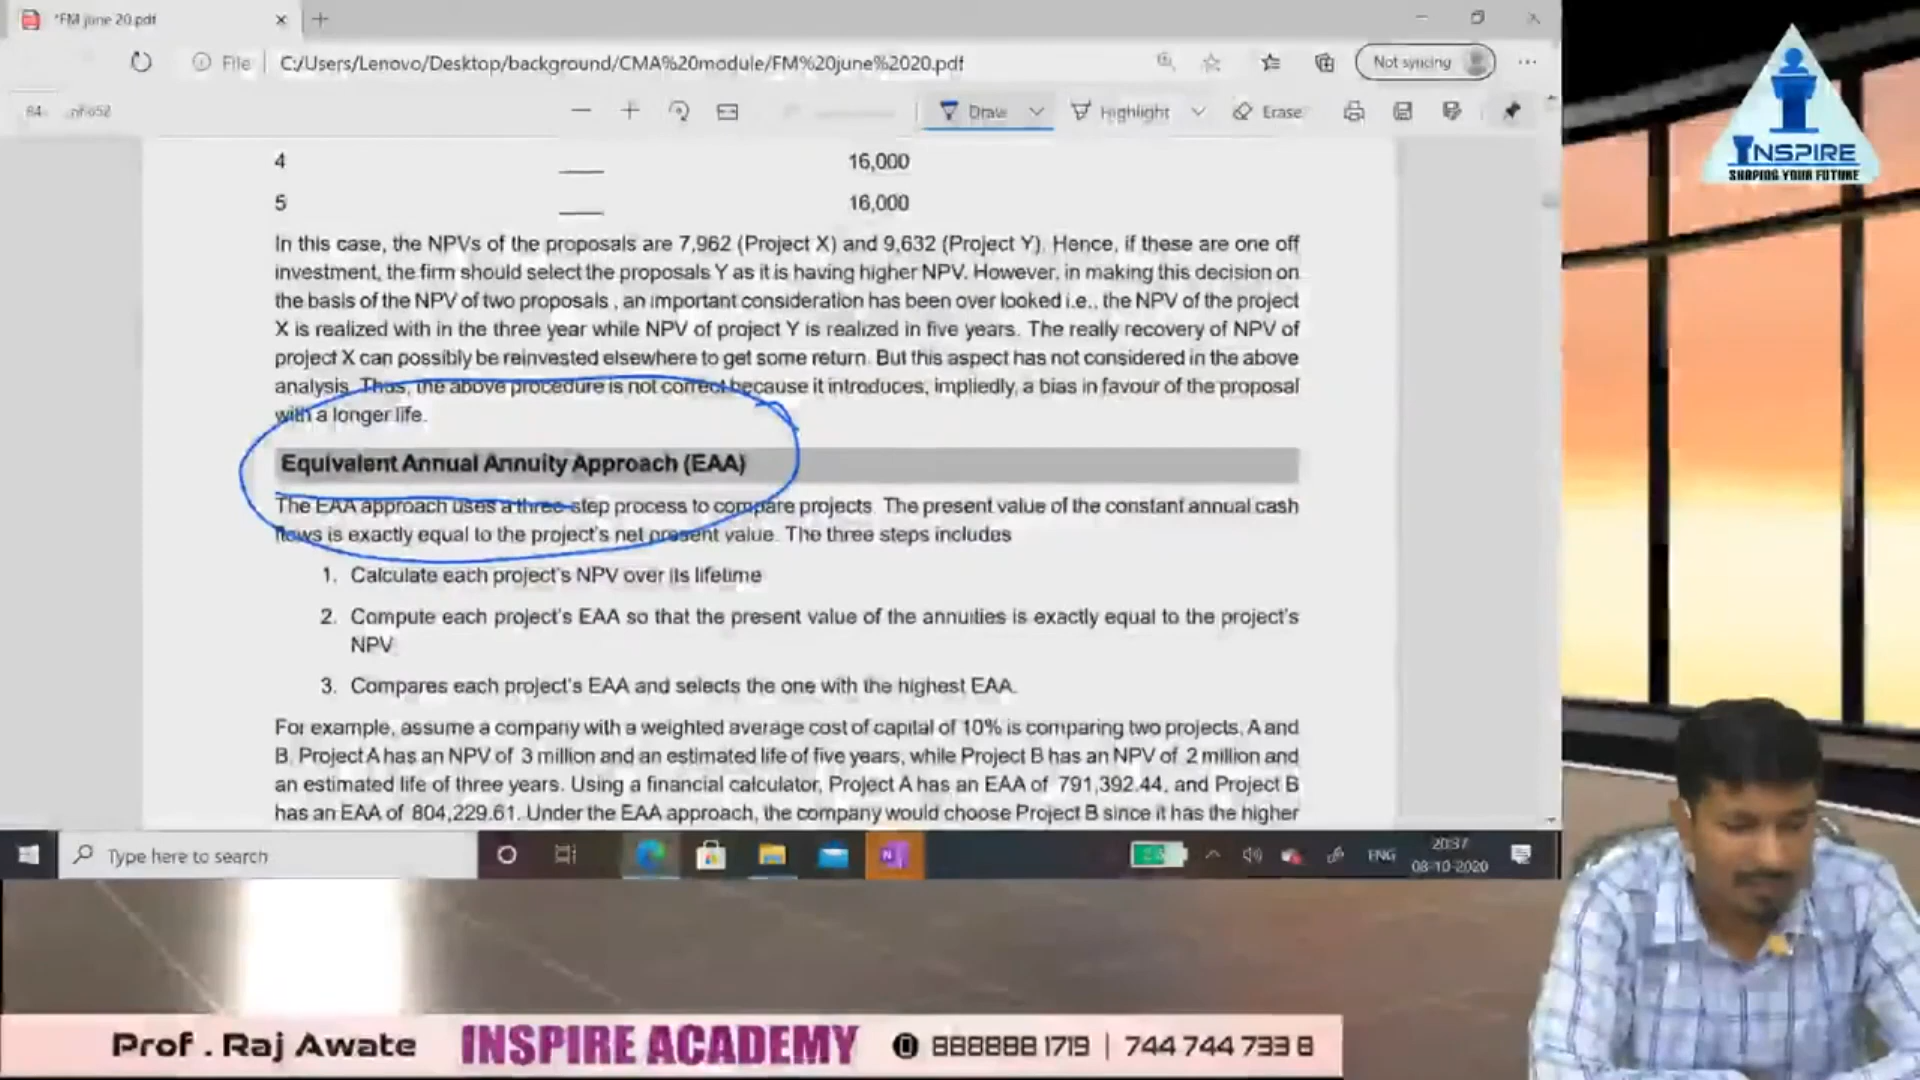 *FM june 20.pdf
File
C:/Users/Lenovo/Desktop/background/CMA%20module/FM%20june%2020.pdf
Not syncing
84
of 652
Draw
Highlight
Erase
4 16,000
5 16,000
In this case, the NPVs of the proposals are 7,962 (Project X) and 9,632 (Project Y). Hence, if these are one off
investment, the firm should select the proposals Y as it is having higher NPV. However, in making this decision on
the basis of the NPV of two proposals , an important consideration has been over looked i.e., the NPV of the project
X is realized with in the three year while NPV of project Y is realized in five years. The really recovery of NPV of
project X can possibly be reinvested elsewhere to get some return. But this aspect has not considered in the above
analysis. Thus, the above procedure is not correct because it introduces, impliedly, a bias in favour of the proposal
with a longer life.
Equivalent Annual Annuity Approach (EAA)
The EAA approach uses a three-step process to compare projects. The present value of the constant annual cash
flows is exactly equal to the project's net present value. The three steps includes
1. Calculate each project's NPV over its lifetime
2. Compute each project's EAA so that the present value of the annuities is exactly equal to the project's
NPV
3. Compares each project's EAA and selects the one with the highest EAA.
For example, assume a company with a weighted average cost of capital of 10% is comparing two projects, A and
B. Project A has an NPV of 3 million and an estimated life of five years, while Project B has an NPV of 2 million and
an estimated life of three years. Using a financial calculator, Project A has an EAA of 791,392.44, and Project B
has an EAA of 804,229.61. Under the EAA approach, the company would choose Project B since it has the higher
Type here to search
ENG
20:37
08-10-2020
INSPIRE
SHAPING YOUR FUTURE
Prof . Raj Awate INSPIRE ACADEMY 888888 1719 | 744 744 733 8